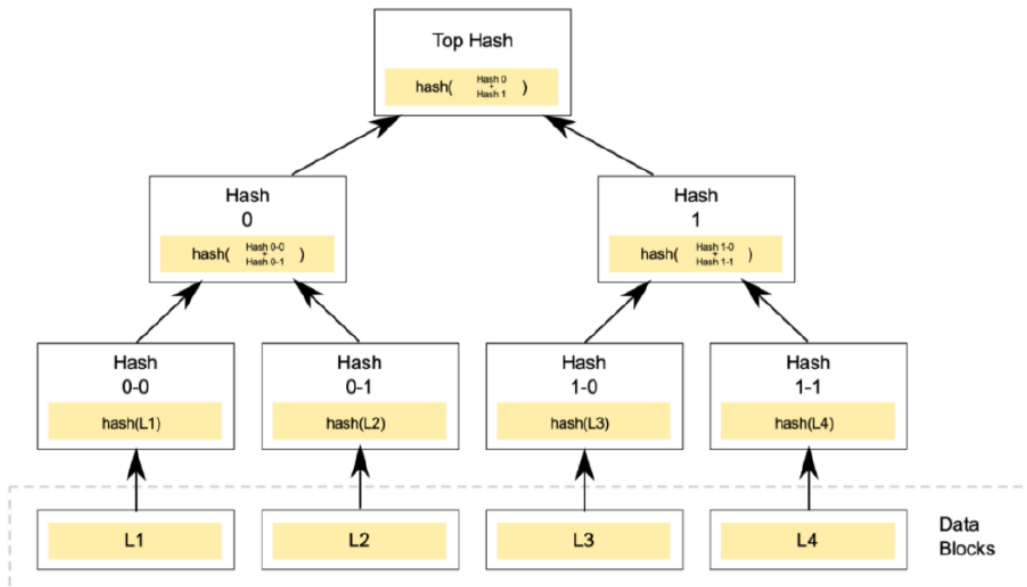 Top Hash
hash( Hash 0 + Hash 1 )
Hash
0
hash( Hash 0-0 + Hash 0-1 )
Hash
1
hash( Hash 1-0 + Hash 1-1 )
Hash
0-0
hash(L1)
Hash
0-1
hash(L2)
Hash
1-0
hash(L3)
Hash
1-1
hash(L4)
L1
L2
L3
L4
Data
Blocks